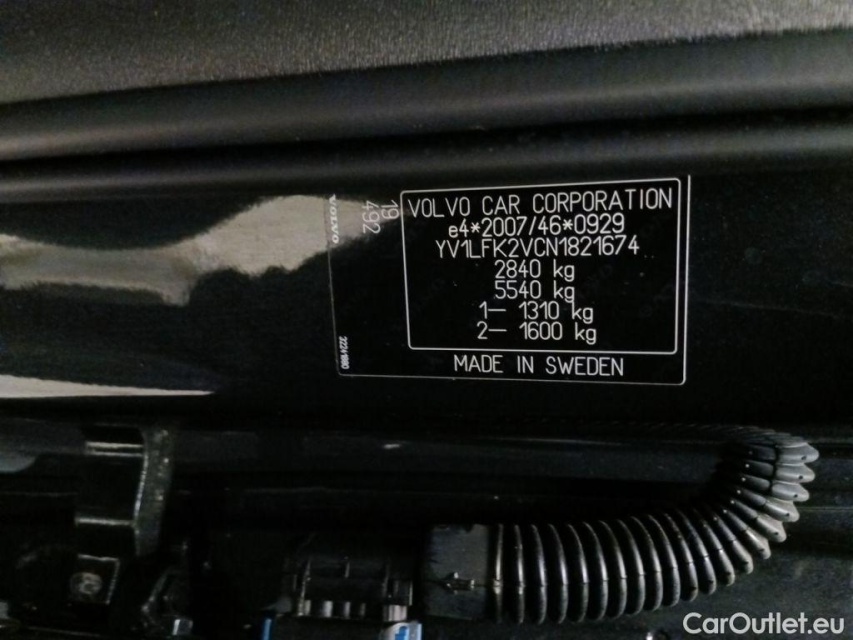 VOLVO CAR CORPORATION
e4*2007/46*0929
YV1LFK2VCN1821674
2840 kg
5540 kg
1– 1310 kg
2– 1600 kg
MADE IN SWEDEN
VOLVO
19
492
CarOutlet.eu